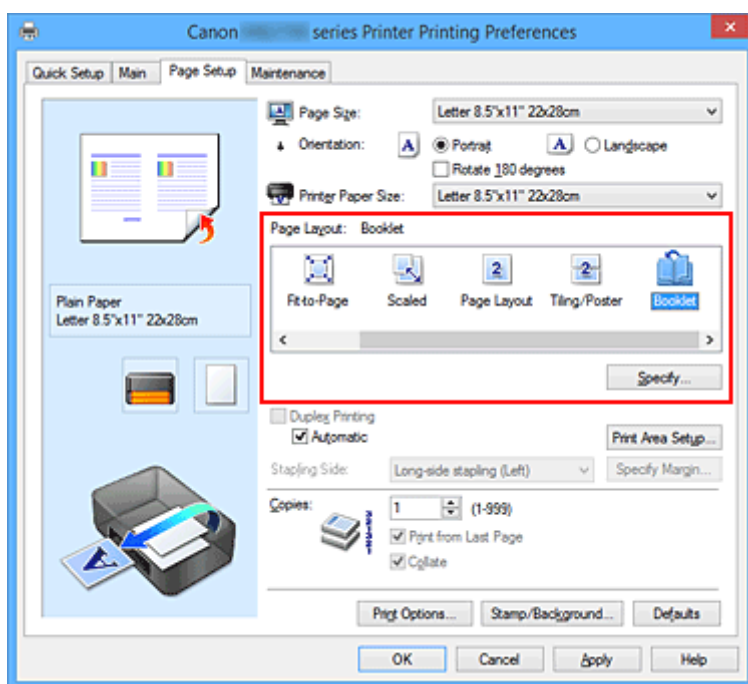 Canon series Printer Printing Preferences
Quick Setup Main Page Setup Maintenance
Page Size: Letter 8.5"x11" 22x28cm
Orientation: A Portrait A Landscape
Rotate 180 degrees
Printer Paper Size: Letter 8.5"x11" 22x28cm
Page Layout: Booklet
2 2
Fit-to-Page Scaled Page Layout Tiling/Poster Booklet
Specify...
Plain Paper
Letter 8.5"x11" 22x28cm
Duplex Printing
Automatic
Print Area Setup...
Stapling Side: Long-side stapling (Left) Specify Margin...
Copies: 1 (1-999)
Print from Last Page
Collate
A
Print Options... Stamp/Background... Defaults
OK Cancel Apply Help